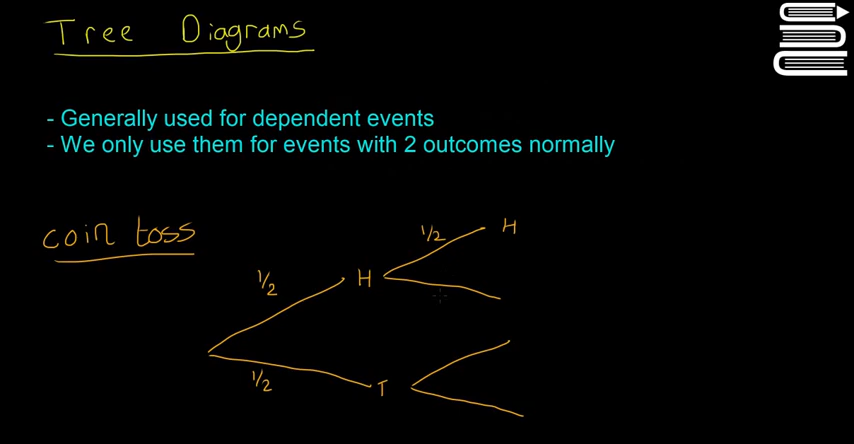 Tree Diagrams
- Generally used for dependent events
- We only use them for events with 2 outcomes normally
coin toss
1/2 H
1/2 H
1/2 T